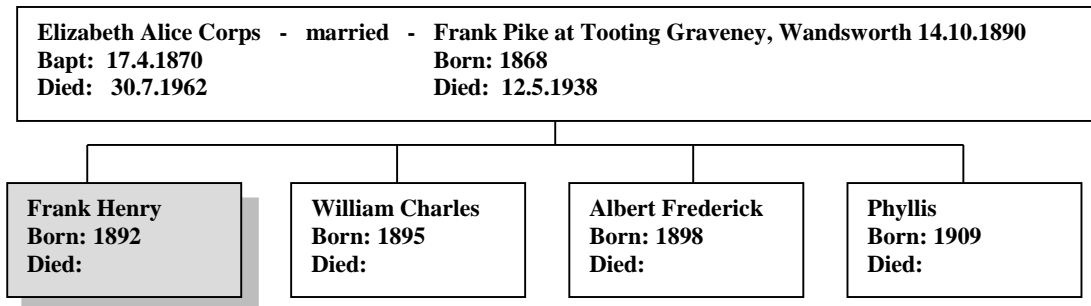 Elizabeth Alice Corps - married - Frank Pike at Tooting Graveney, Wandsworth 14.10.1890
Bapt: 17.4.1870 Born: 1868
Died: 30.7.1962 Died: 12.5.1938
Frank Henry
Born: 1892
Died:
William Charles
Born: 1895
Died:
Albert Frederick
Born: 1898
Died:
Phyllis
Born: 1909
Died: